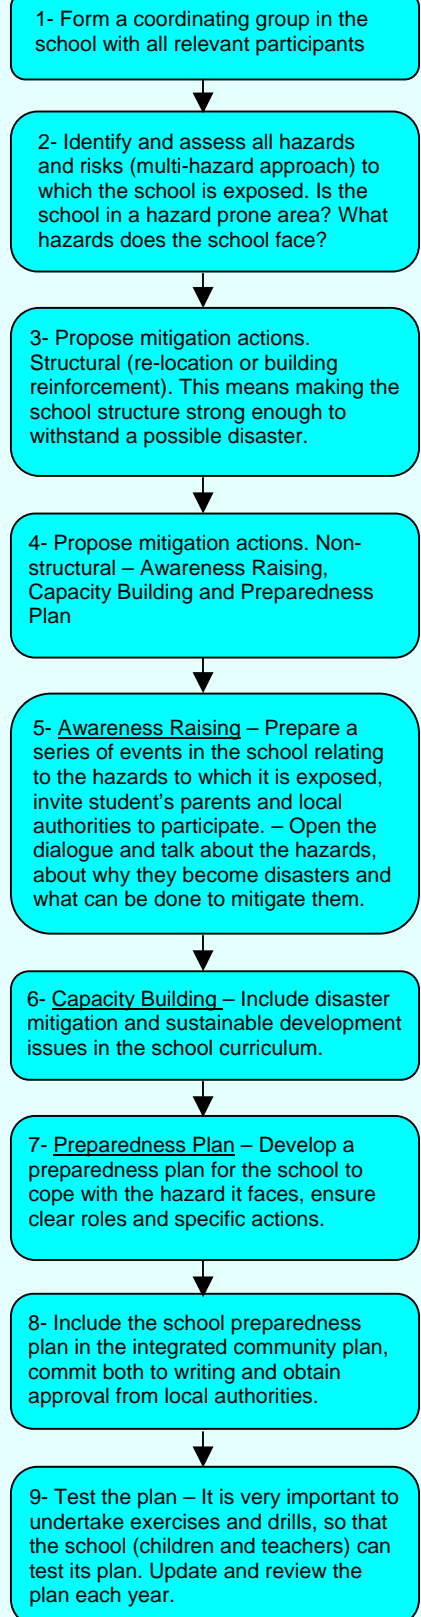 1- Form a coordinating group in the
school with all relevant participants
2- Identify and assess all hazards
and risks (multi-hazard approach) to
which the school is exposed. Is the
school in a hazard prone area? What
hazards does the school face?
3- Propose mitigation actions.
Structural (re-location or building
reinforcement). This means making the
school structure strong enough to
withstand a possible disaster.
4- Propose mitigation actions. Non-
structural – Awareness Raising,
Capacity Building and Preparedness
Plan
5- Awareness Raising – Prepare a
series of events in the school relating
to the hazards to which it is exposed,
invite student’s parents and local
authorities to participate. – Open the
dialogue and talk about the hazards,
about why they become disasters and
what can be done to mitigate them.
6- Capacity Building – Include disaster
mitigation and sustainable development
issues in the school curriculum.
7- Preparedness Plan – Develop a
preparedness plan for the school to
cope with the hazard it faces, ensure
clear roles and specific actions.
8- Include the school preparedness
plan in the integrated community plan,
commit both to writing and obtain
approval from local authorities.
9- Test the plan – It is very important to
undertake exercises and drills, so that
the school (children and teachers) can
test its plan. Update and review the
plan each year.